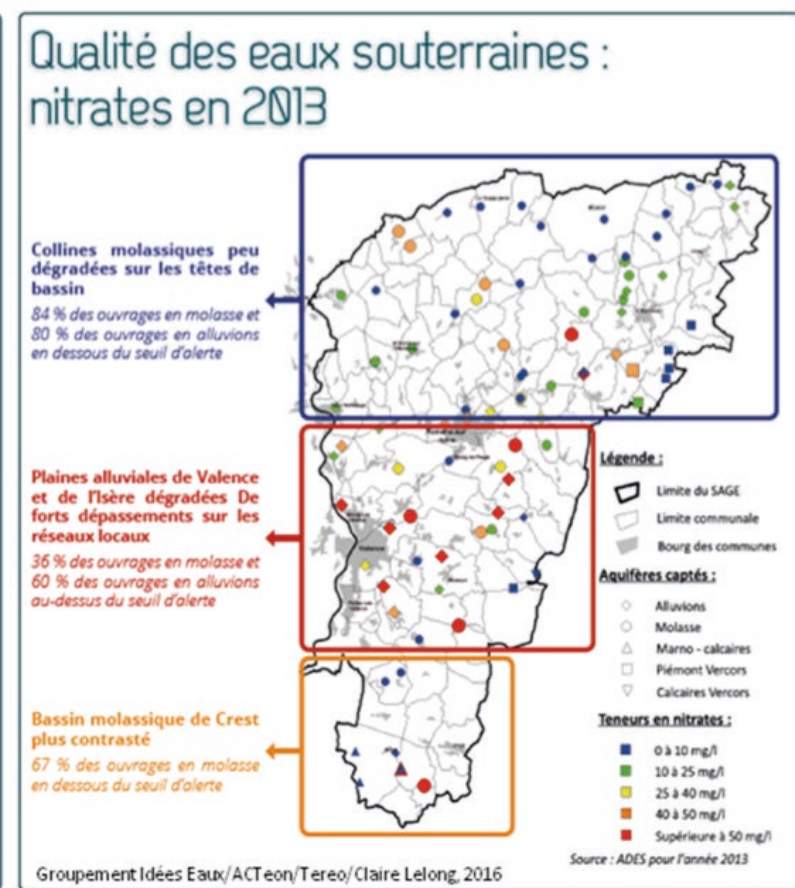 Qualité des eaux souterraines :
nitrates en 2013
Collines molassiques peu
dégradées sur les têtes de
bassin
84 % des ouvrages en molasse et
80 % des ouvrages en alluvions
en dessous du seuil d'alerte
Plaines alluviales de Valence
et de l'Isère dégradées De
forts dépassements sur les
réseaux locaux
36 % des ouvrages en molasse et
60 % des ouvrages en alluvions
au-dessus du seuil d'alerte
Bassin molassique de Crest
plus contrasté
67 % des ouvrages en molasse
en dessous du seuil d'alerte
Valence
Légende :
Limite du SAGE
Limite communale
Bourg des communes
Aquifères captés :
Alluvions
Molasse
Marno - calcaires
Piémont Vercors
Calcaires Vercors
Teneurs en nitrates :
0 à 10 mg/l
10 à 25 mg/l
25 à 40 mg/l
40 à 50 mg/l
Supérieure à 50 mg/l
Source : ADES pour l'année 2013
Groupement Idées Eaux/ACTeon/Tereo/Claire Lelong, 2016